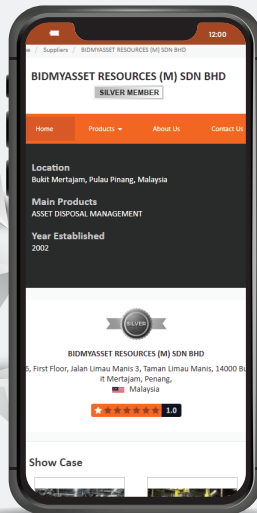 12:00
/ Suppliers / BIDMYASSET RESOURCES (M) SDN BHD
BIDMYASSET RESOURCES (M) SDN BHD
SILVER MEMBER
Home Products About Us Contact Us
Location
Bukit Mertajam, Pulau Pinang, Malaysia
Main Products
ASSET DISPOSAL MANAGEMENT
Year Established
2002
SILVER
BIDMYASSET RESOURCES (M) SDN BHD
, First Floor, Jalan Limau Manis 3, Taman Limau Manis, 14000 Bu
it Mertajam, Penang,
Malaysia
1.0
Show Case